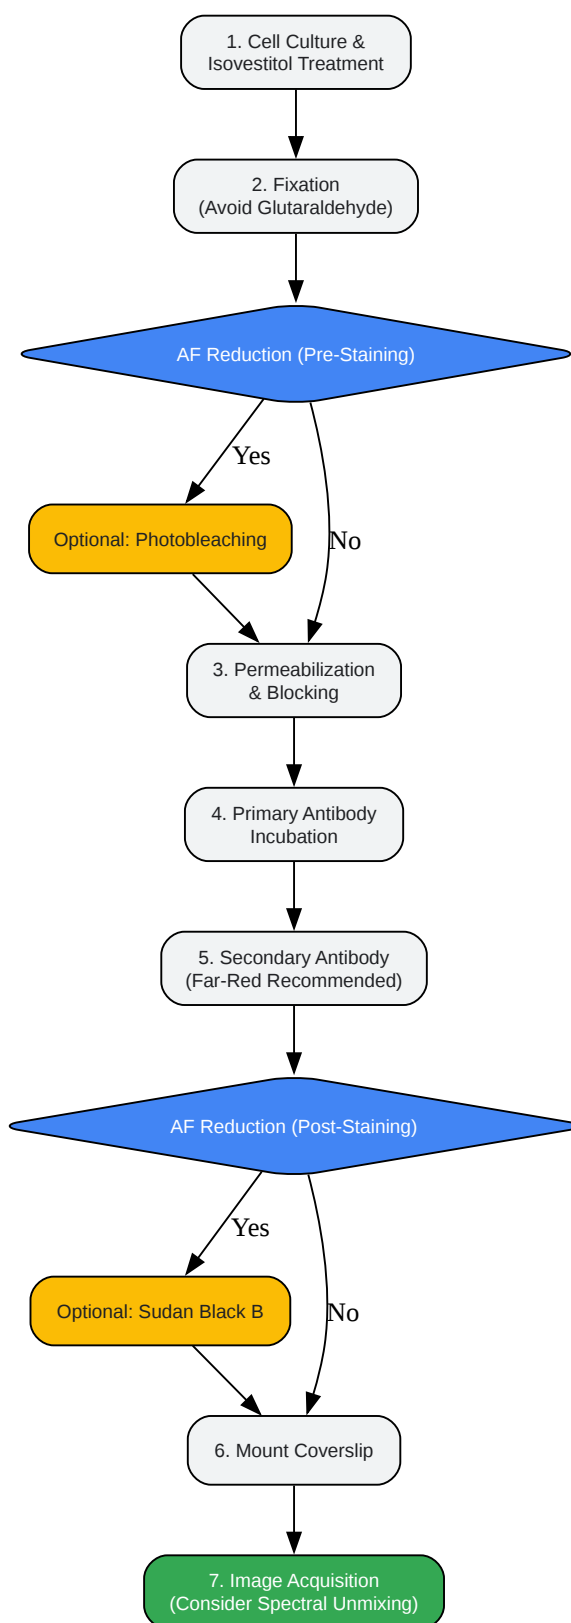 1. Cell Culture &
Isovestitol Treatment
2. Fixation
(Avoid Glutaraldehyde)
AF Reduction (Pre-Staining)
Yes
Optional: Photobleaching
No
3. Permeabilization
& Blocking
4. Primary Antibody
Incubation
5. Secondary Antibody
(Far-Red Recommended)
AF Reduction (Post-Staining)
Yes
Optional: Sudan Black B
No
6. Mount Coverslip
7. Image Acquisition
(Consider Spectral Unmixing)